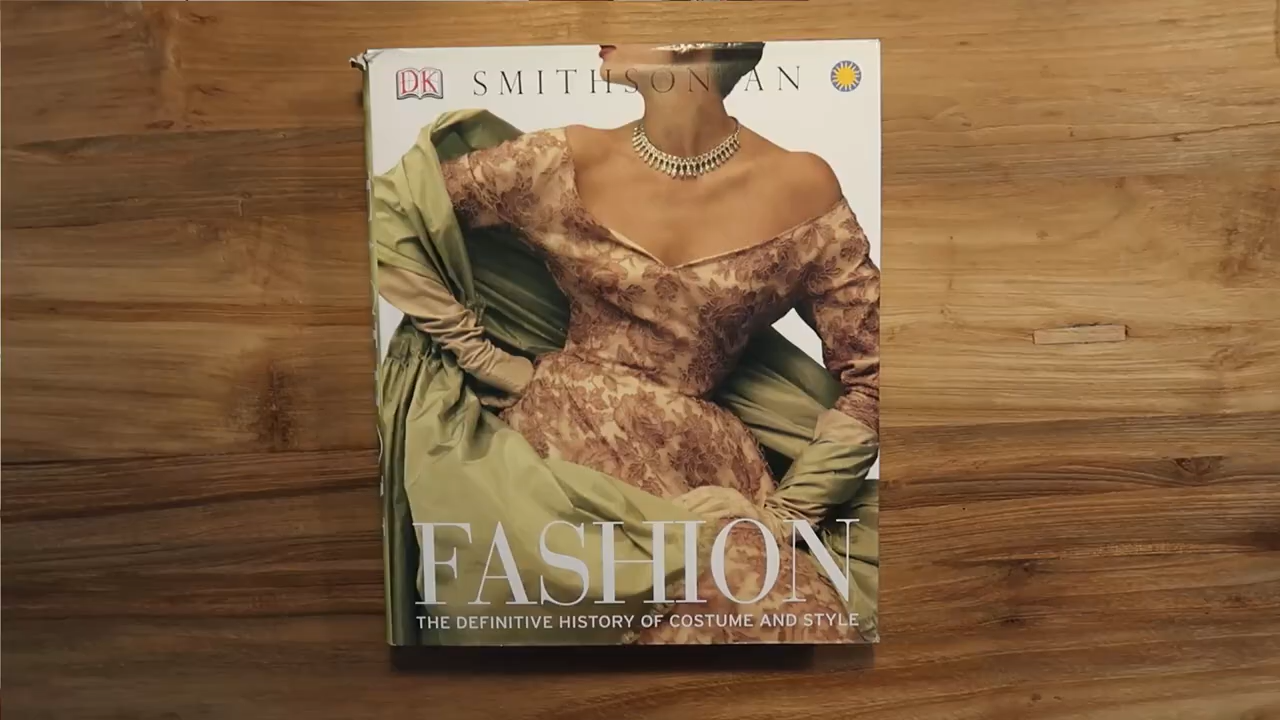 DK SMITHSONIAN
FASHION
THE DEFINITIVE HISTORY OF COSTUME AND STYLE